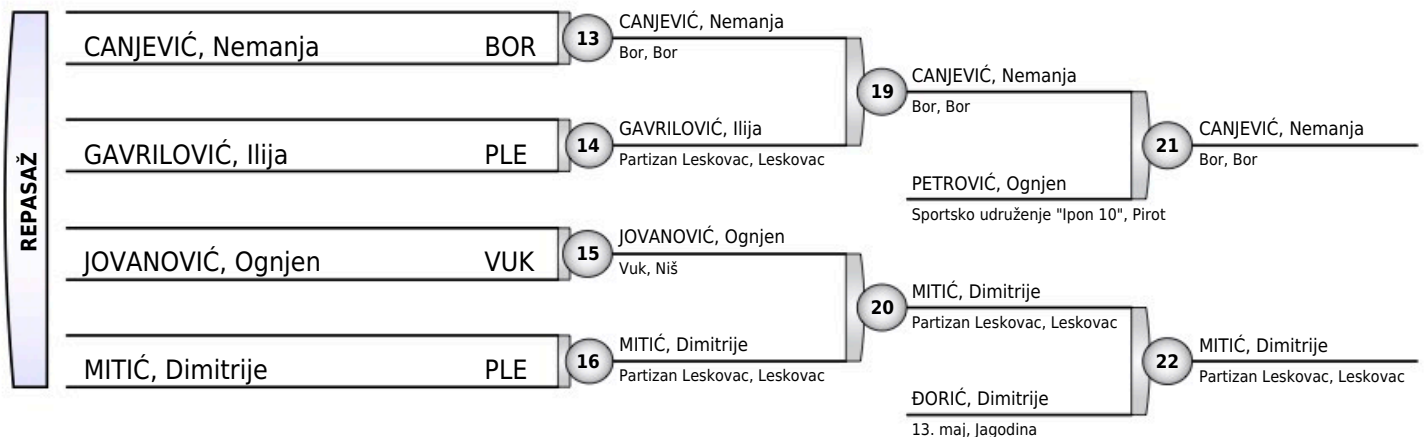 REPASAŽ
CANJEVIĆ, Nemanja BOR
GAVRILOVIĆ, Ilija PLE
JOVANOVIĆ, Ognjen VUK
MITIĆ, Dimitrije PLE
13
CANJEVIĆ, Nemanja
Bor, Bor
14
GAVRILOVIĆ, Ilija
Partizan Leskovac, Leskovac
15
JOVANOVIĆ, Ognjen
Vuk, Niš
16
MITIĆ, Dimitrije
Partizan Leskovac, Leskovac
19
CANJEVIĆ, Nemanja
Bor, Bor
PETROVIĆ, Ognjen
Sportsko udruženje "Ipon 10", Pirot
20
MITIĆ, Dimitrije
Partizan Leskovac, Leskovac
ĐORIĆ, Dimitrije
13. maj, Jagodina
21
CANJEVIĆ, Nemanja
Bor, Bor
22
MITIĆ, Dimitrije
Partizan Leskovac, Leskovac